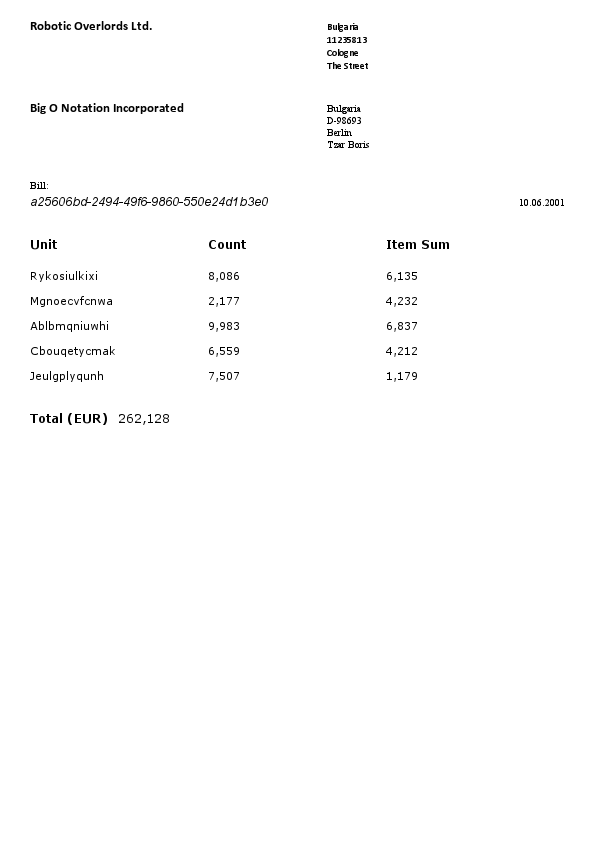 Robotic Overlords Ltd.
Bulgaria
11235813
Cologne
The Street
Big O Notation Incorporated
Bulgaria
D-98693
Berlin
Tzar Boris
Bill:
a25606bd-2494-49f6-9860-550e24d1b3e0 10.06.2001
Unit Count Item Sum
Rykosiulkixi 8,086 6,135
Mgnoecvfcnwa 2,177 4,232
Ablbmqniuwhi 9,983 6,837
Cbouqetycmak 6,559 4,212
Jeulgplyqunh 7,507 1,179
Total (EUR) 262,128